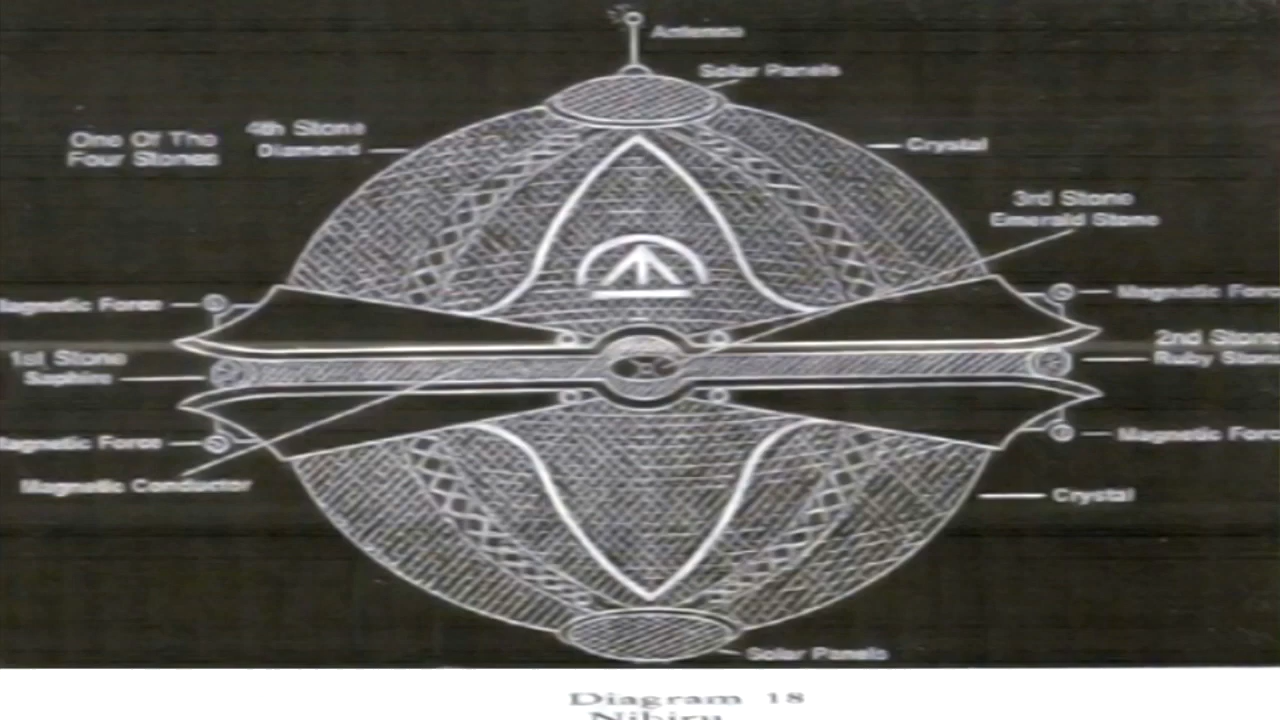 Antenna
Solar Panels
One Of The
Four Stones
4th Stone
Diamond
Crystal
3rd Stone
Emerald Stone
Magnetic Force
Magnetic Force
1st Stone
Saphire
2nd Stone
Ruby Stone
Magnetic Force
Magnetic Force
Magnetic Conductor
Crystal
Solar Panels
Diagram 18
Nibiru